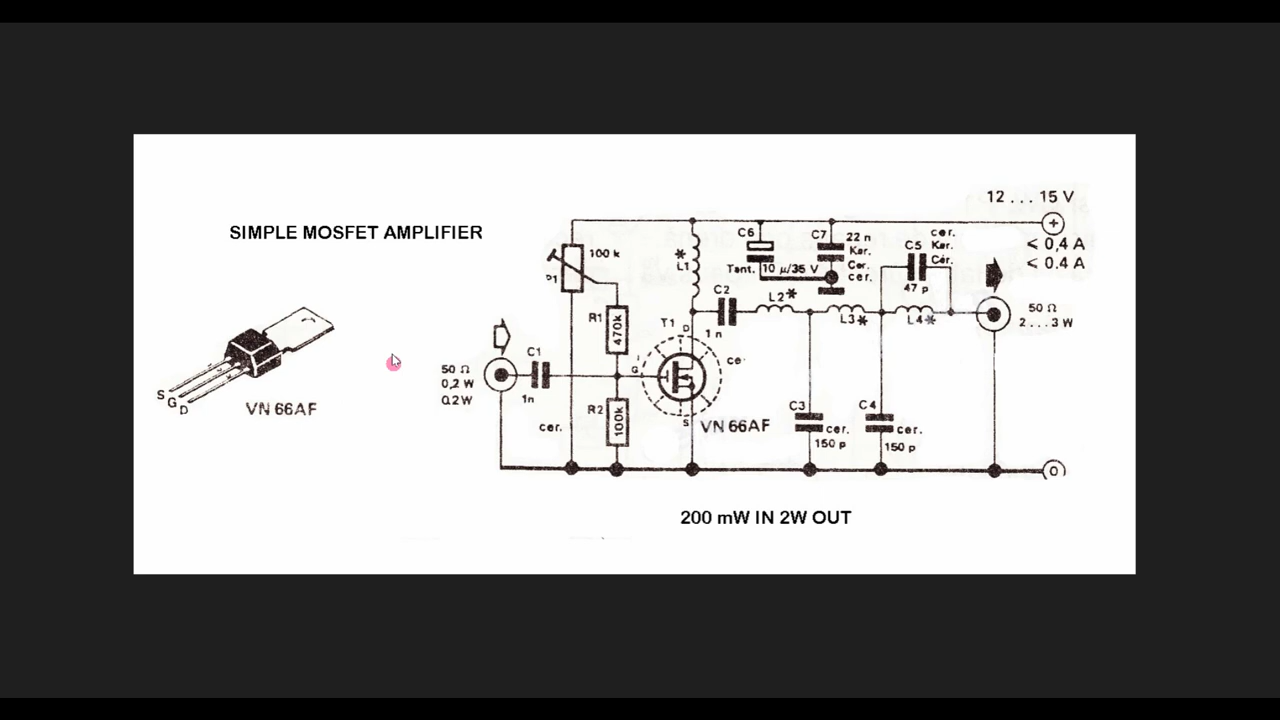 SIMPLE MOSFET AMPLIFIER
S
G
D
VN 66AF
12 . . . 15 V
+
< 0,4 A
< 0.4 A
100 k
P1
R1
470k
R2
100k
L1
*
C6
Tant.
10 µ/35 V
C7
22 n
Ker.
Cer.
cer.
C5
cer.
Ker.
Cér.
47 p
C2
1 n
L2*
L3*
L4*
50 Ω
2 . . . 3 W
T1
D
G
S
VN 66AF
C1
1n
cer.
50 Ω
0,2 W
0.2W
C3
cer.
150 p
C4
cer.
150 p
0
200 mW IN 2W OUT